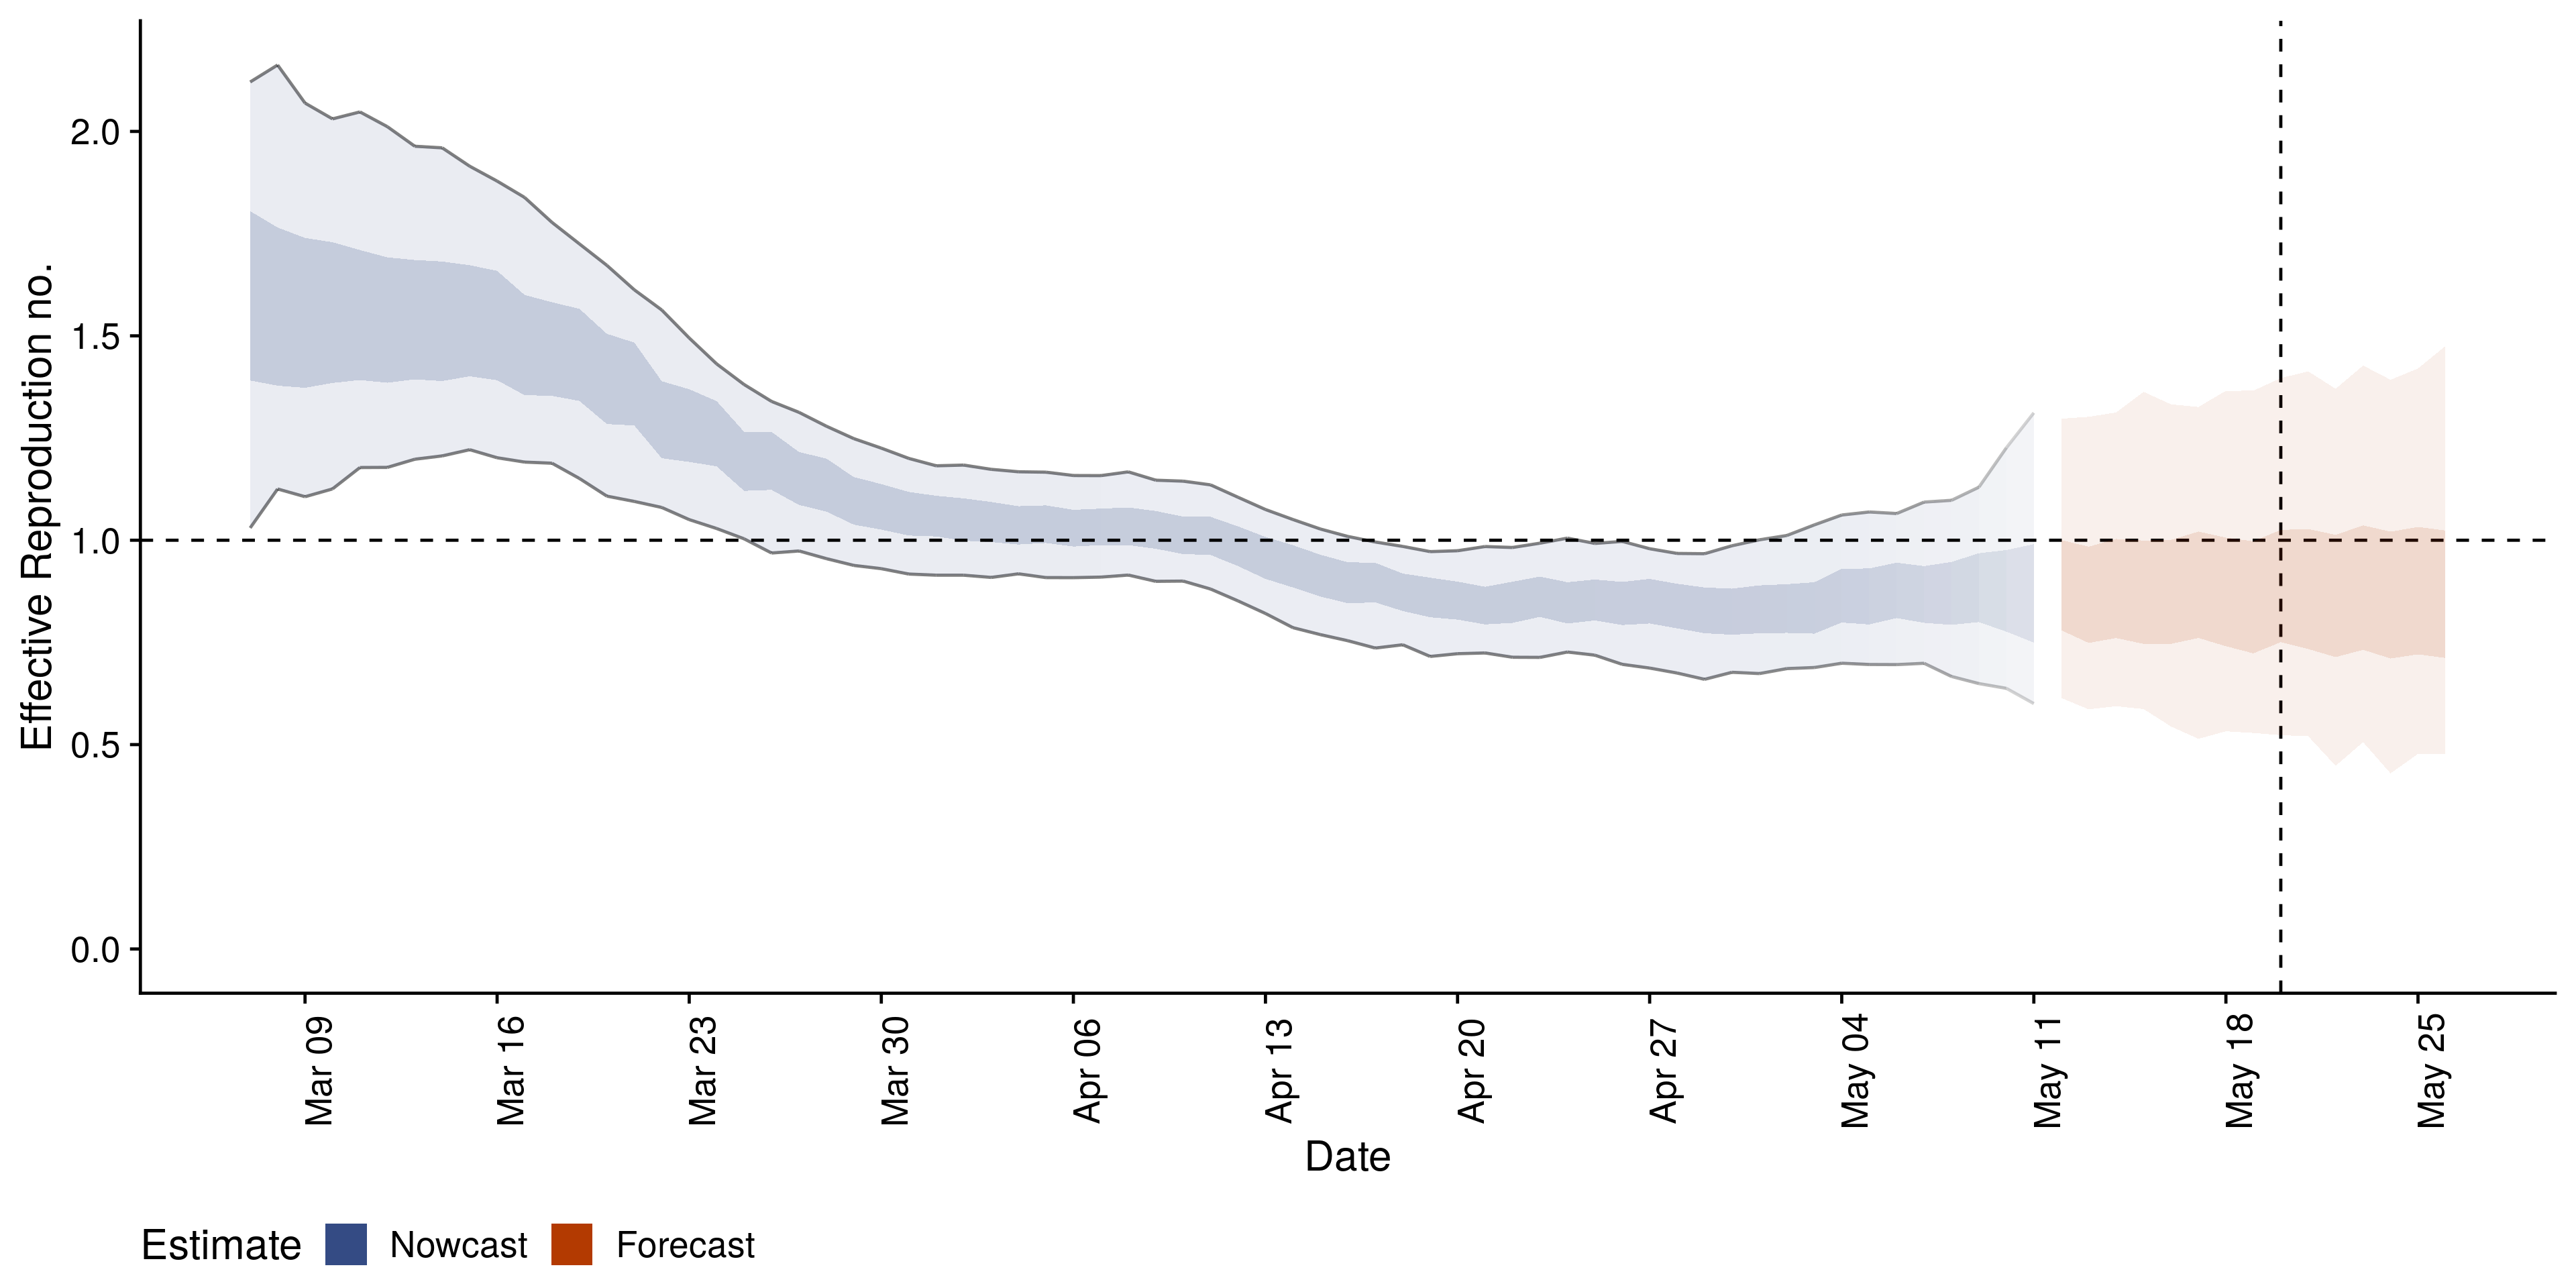 Effective Reproduction no.
2.0
1.5
1.0
0.5
0.0
Mar 09
Mar 16
Mar 23
Mar 30
Apr 06
Apr 13
Apr 20
Apr 27
May 04
May 11
May 18
May 25
Date
Estimate Nowcast Forecast